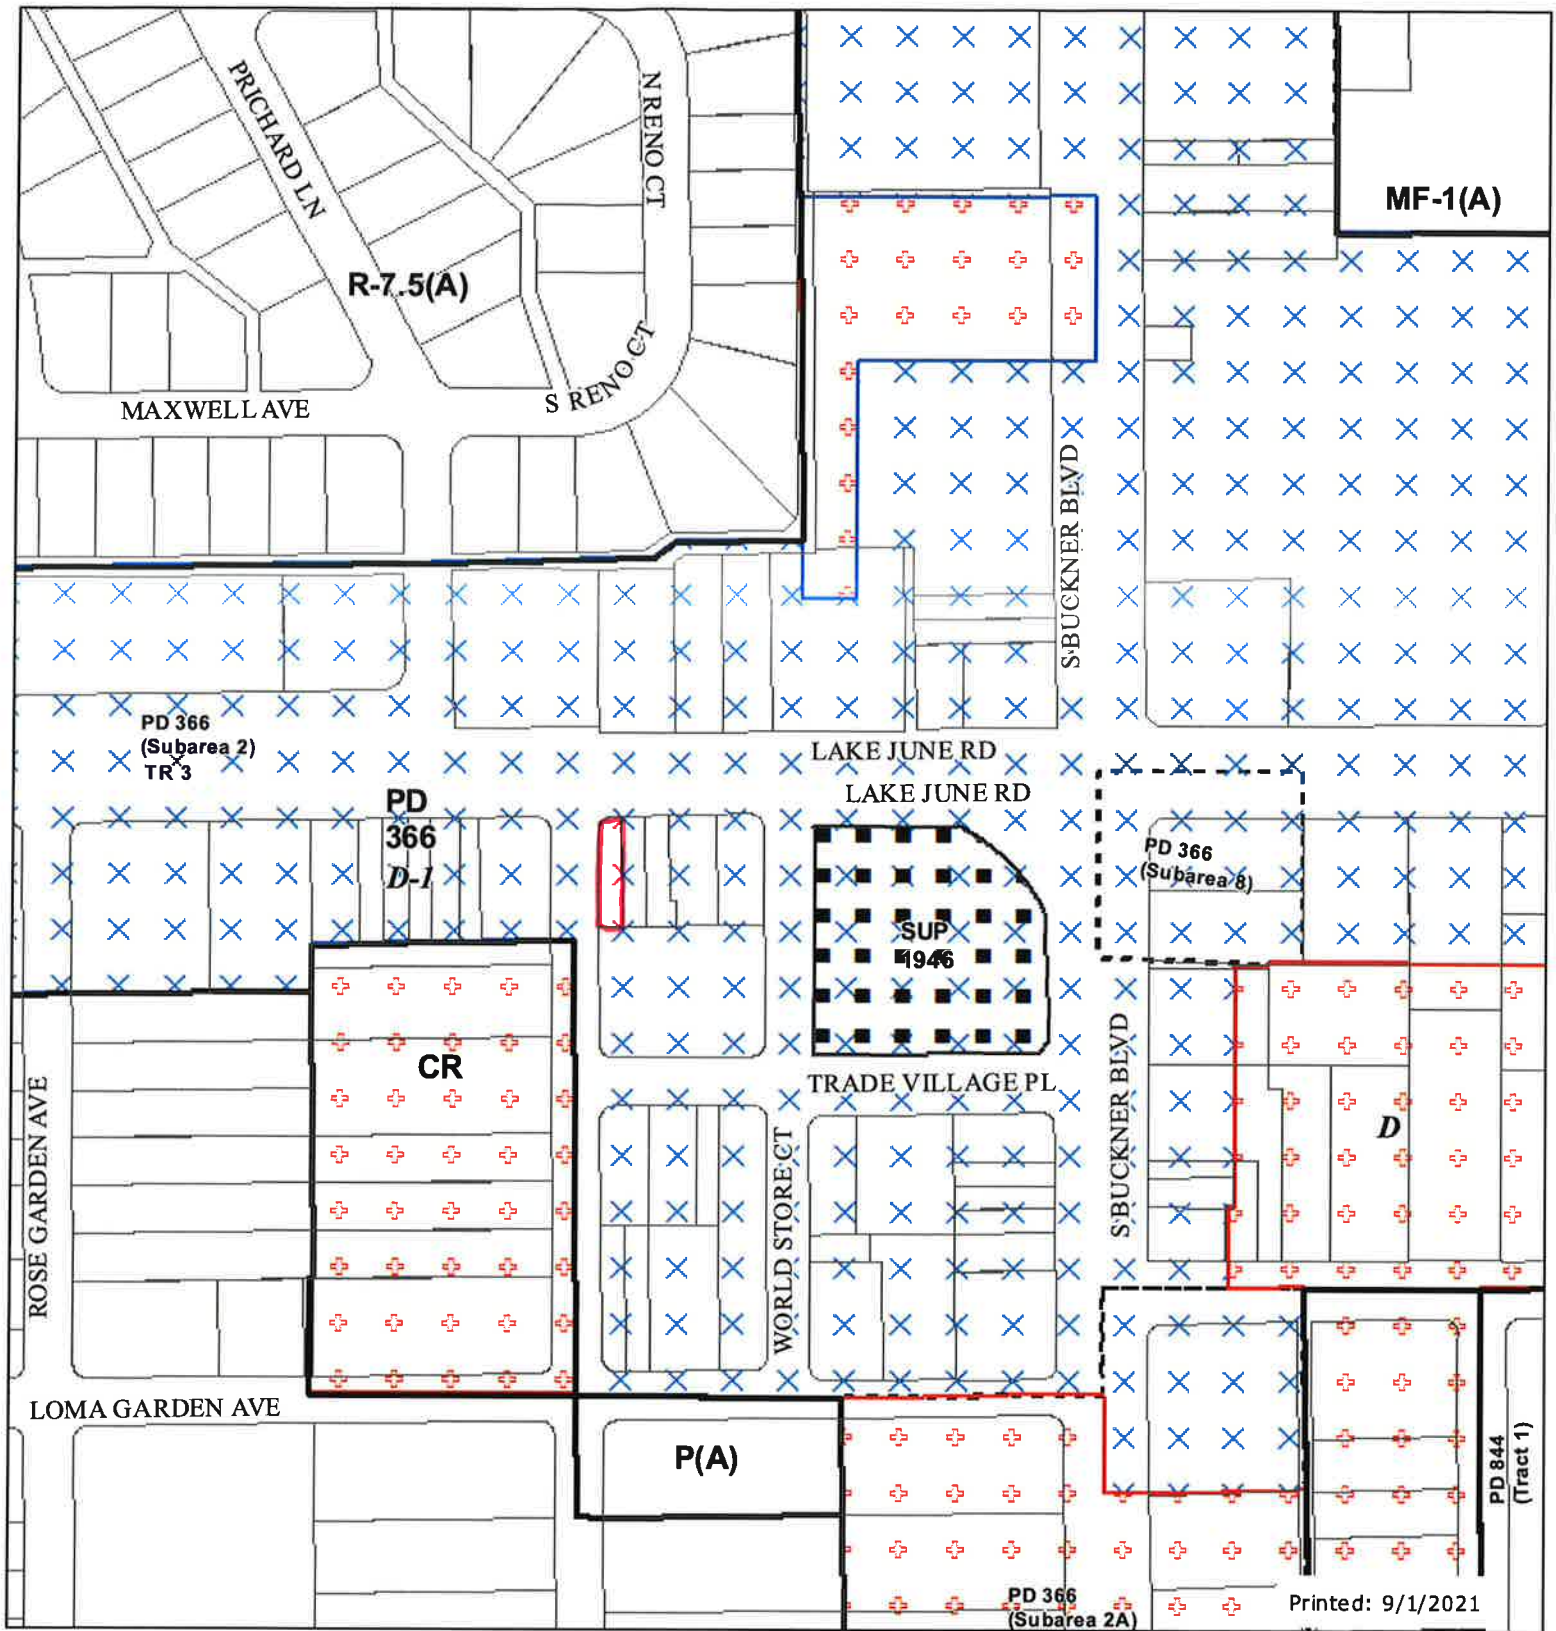 PRICHARD LN
N RENO CT
MF-1(A)
R-7.5(A)
S RENO CT
MAXWELL AVE
S BUCKNER BLVD
PD 366
(Subarea 2)
TR 3
LAKE JUNE RD
LAKE JUNE RD
PD
366
D-1
PD 366
(Subarea 8)
SUP
1946
CR
TRADE VILLAGE PL
S BUCKNER BLVD
D
ROSE GARDEN AVE
WORLD STORE CT
LOMA GARDEN AVE
P(A)
PD 844
(Tract 1)
PD 366
(Subarea 2A)
Printed: 9/1/2021